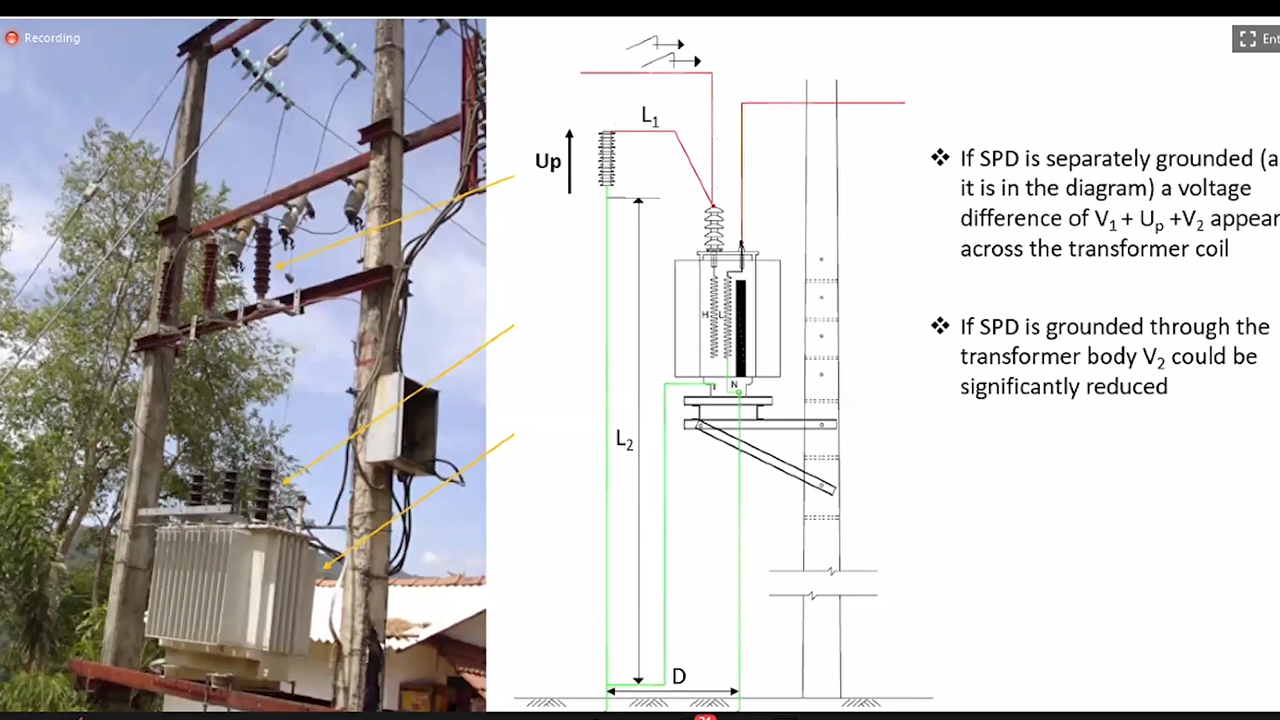 Recording
Ent
L₁
Up
❖ If SPD is separately grounded (a
it is in the diagram) a voltage
difference of V₁ + Uₚ +V₂ appear
across the transformer coil
H
❖ If SPD is grounded through the
transformer body V₂ could be
significantly reduced
N
L₂
D